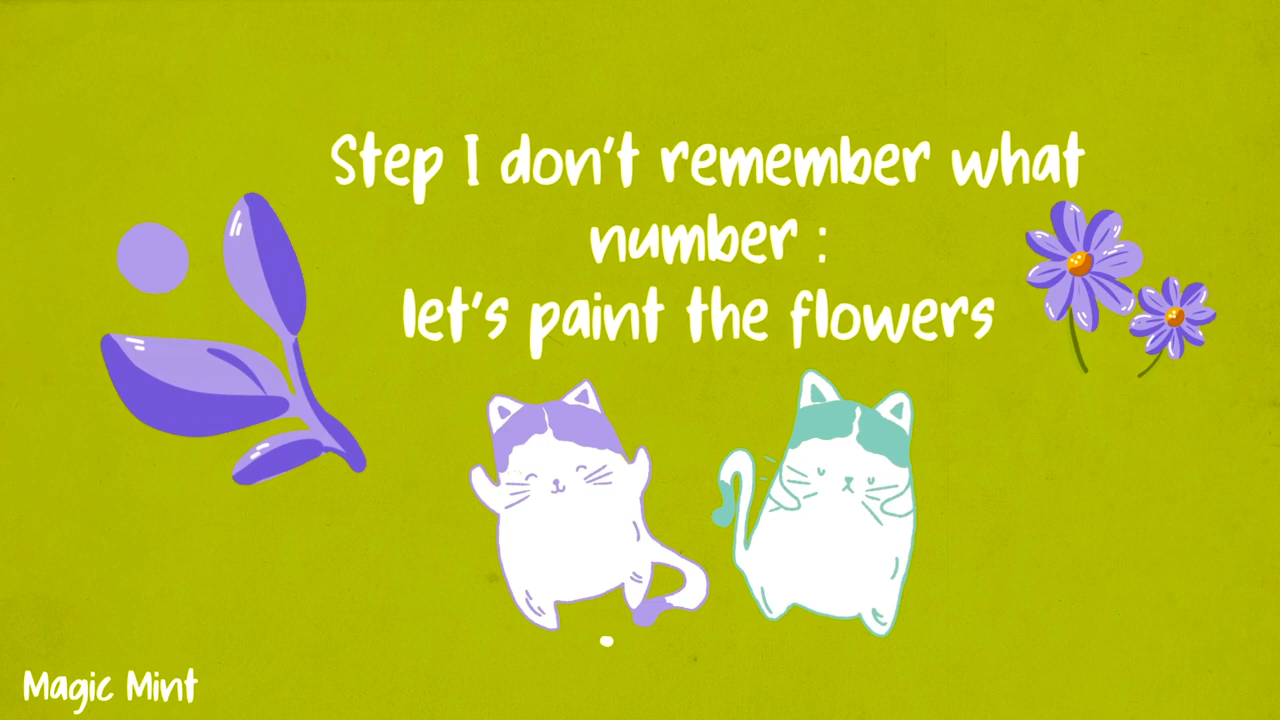 Step I don't remember what
number :
let's paint the flowers
Magic Mint